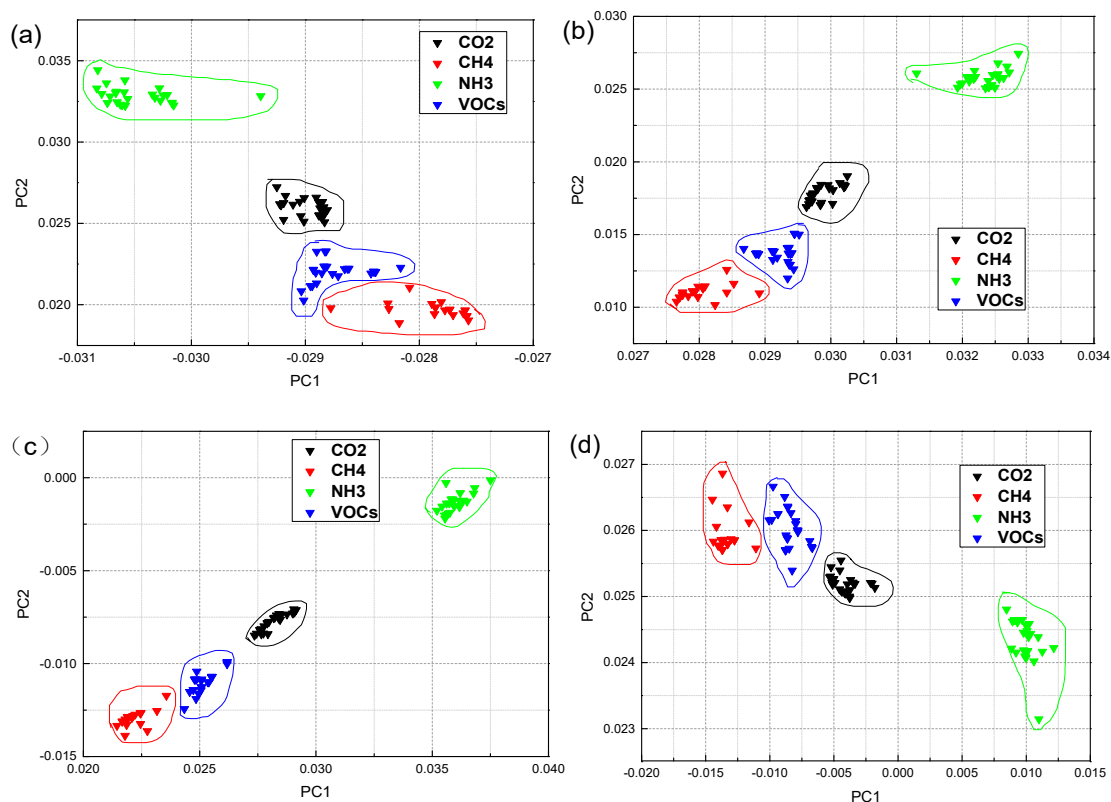 (a)
CO2
CH4
NH3
VOCs
0.035
0.030
0.025
0.020
PC2
-0.031
-0.030
-0.029
-0.028
-0.027
PC1
(b)
CO2
CH4
NH3
VOCs
0.030
0.025
0.020
0.015
0.010
PC2
0.027
0.028
0.029
0.030
0.031
0.032
0.033
0.034
PC1
（c）
CO2
CH4
NH3
VOCs
0.000
-0.005
-0.010
-0.015
PC2
0.020
0.025
0.030
0.035
0.040
PC1
(d)
CO2
CH4
NH3
VOCs
0.027
0.026
0.025
0.024
0.023
PC2
-0.020
-0.015
-0.010
-0.005
0.000
0.005
0.010
0.015
PC1